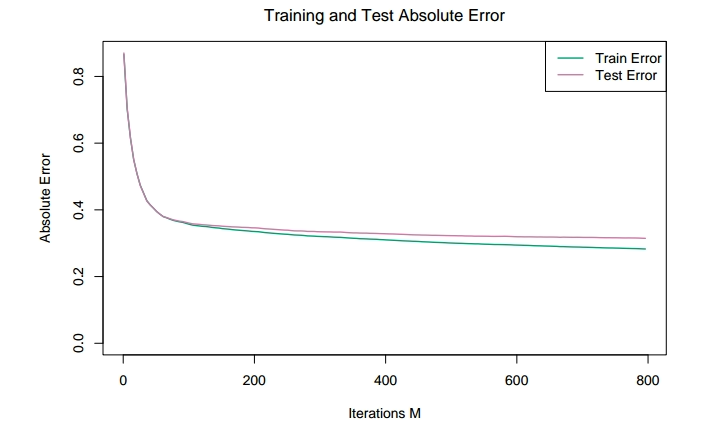 Training and Test Absolute Error
Train Error
Test Error
Absolute Error
0.8
0.6
0.4
0.2
0.0
0 200 400 600 800
Iterations M